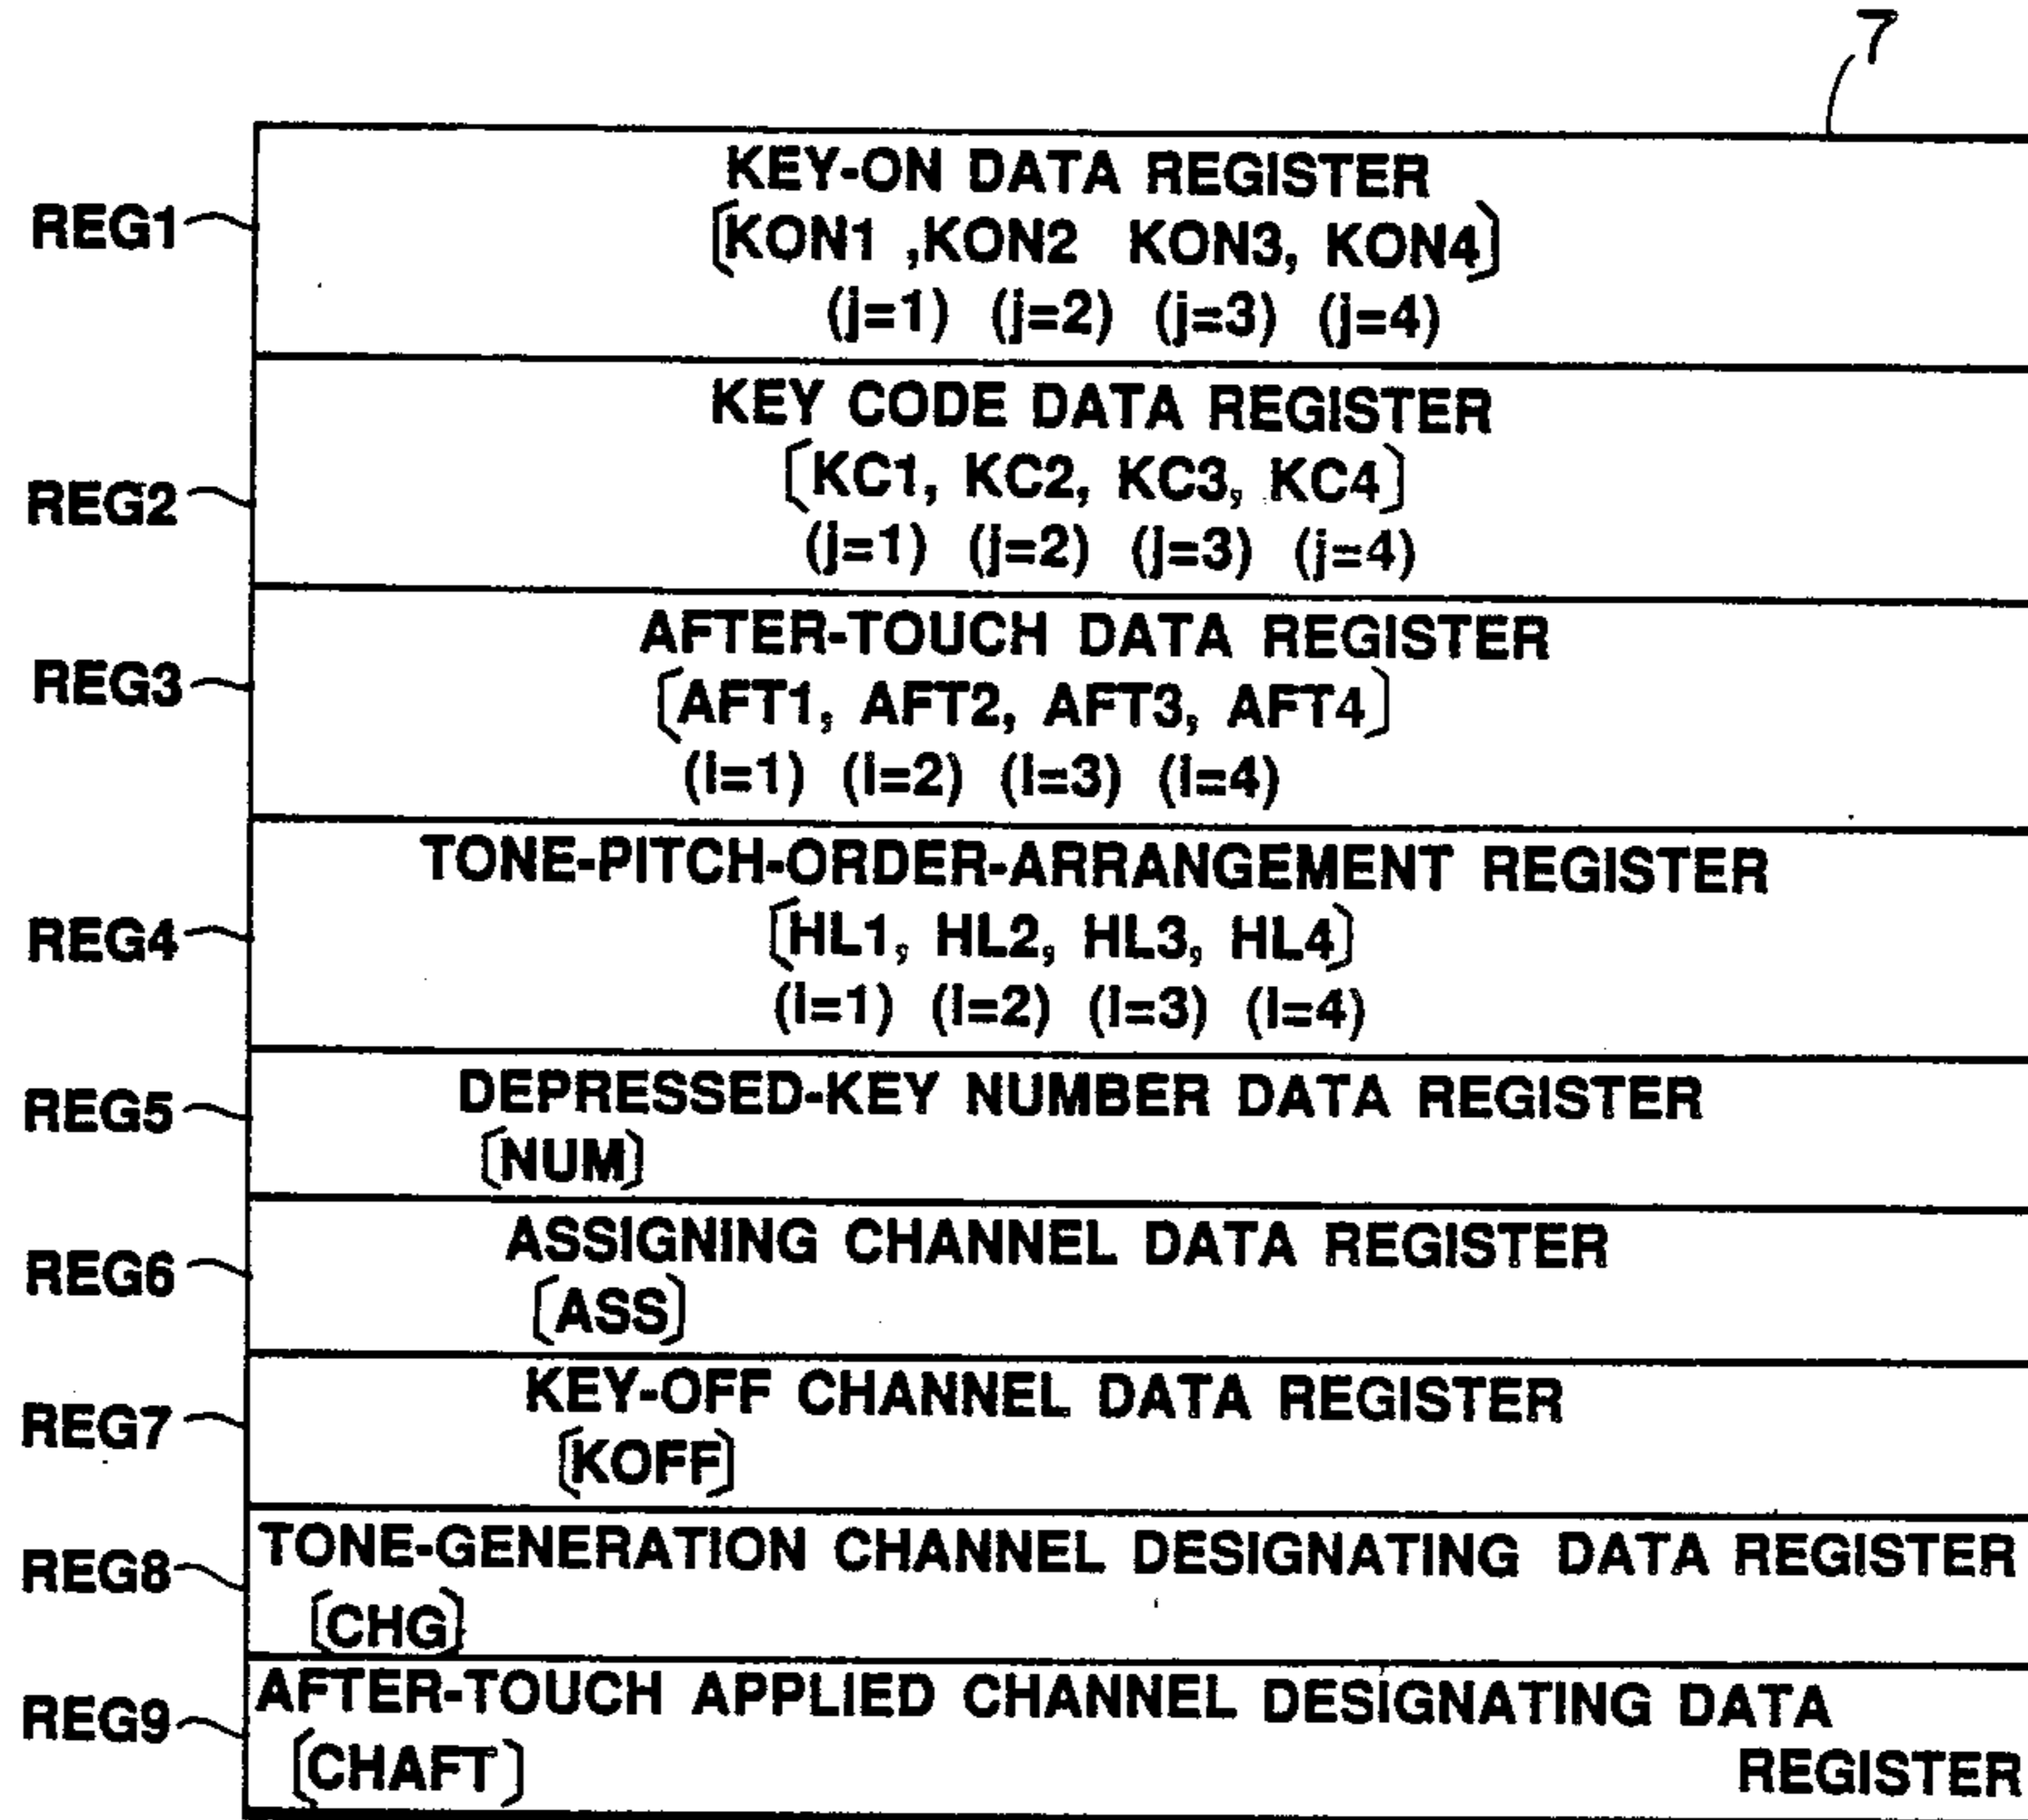 7
KEY-ON DATA REGISTER
REG1
[KON1 ,KON2 KON3, KON4]
(j=1) (j=2) (j=3) (j=4)
KEY CODE DATA REGISTER
REG2
[KC1, KC2, KC3, KC4]
(j=1) (j=2) (j=3) (j=4)
AFTER-TOUCH DATA REGISTER
REG3
[AFT1, AFT2, AFT3, AFT4]
(i=1) (i=2) (i=3) (i=4)
TONE-PITCH-ORDER-ARRANGEMENT REGISTER
REG4
[HL1, HL2, HL3, HL4]
(i=1) (i=2) (i=3) (i=4)
REG5
DEPRESSED-KEY NUMBER DATA REGISTER
[NUM]
REG6
ASSIGNING CHANNEL DATA REGISTER
[ASS]
REG7
KEY-OFF CHANNEL DATA REGISTER
[KOFF]
REG8
TONE-GENERATION CHANNEL DESIGNATING DATA REGISTER
[CHG]
REG9
AFTER-TOUCH APPLIED CHANNEL DESIGNATING DATA
[CHAFT] REGISTER